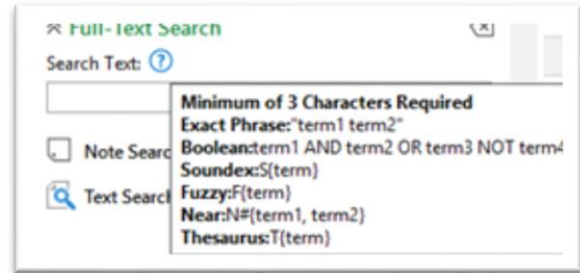 Full-Text Search
Search Text: ?
Minimum of 3 Characters Required
Exact Phrase:"term1 term2"
Note Searc
Boolean:term1 AND term2 OR term3 NOT term4
Soundex:S{term}
Text Search
Fuzzy:F{term}
Near:N#{term1, term2}
Thesaurus:T{term}